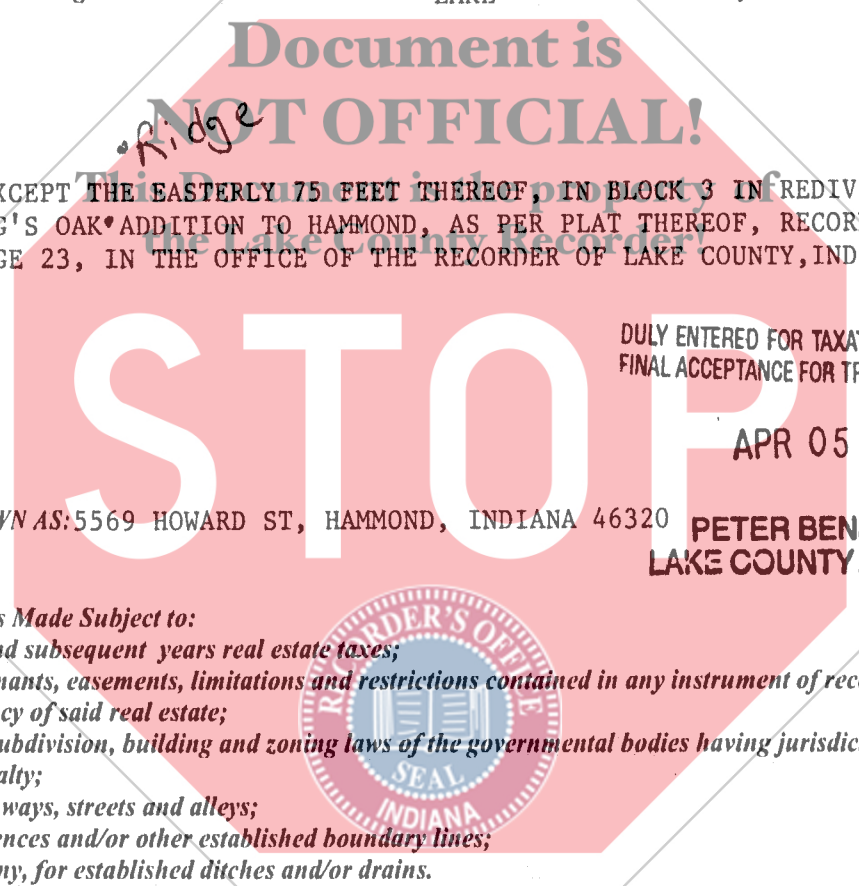 LAKE
Document is
NOT OFFICIAL!
Ridge
This Document is the property of
the Lake County Recorder!
XCEPT THE EASTERLY 75 FEET THEREOF, IN BLOCK 3 IN REDIV
G'S OAK ADDITION TO HAMMOND, AS PER PLAT THEREOF, RECOR
GE 23, IN THE OFFICE OF THE RECORDER OF LAKE COUNTY, IND
STOP
DULY ENTERED FOR TAXAT
FINAL ACCEPTANCE FOR TR
APR 05
WN AS: 5569 HOWARD ST, HAMMOND, INDIANA 46320
PETER BEN
LAKE COUNTY
s Made Subject to:
nd subsequent years real estate taxes;
nants, easements, limitations and restrictions contained in any instrument of reco
cy of said real estate;
ubdivision, building and zoning laws of the governmental bodies having jurisdic
alty;
ways, streets and alleys;
ences and/or other established boundary lines;
ny, for established ditches and/or drains.
RECORDER'S OFFICE
SEAL
INDIANA